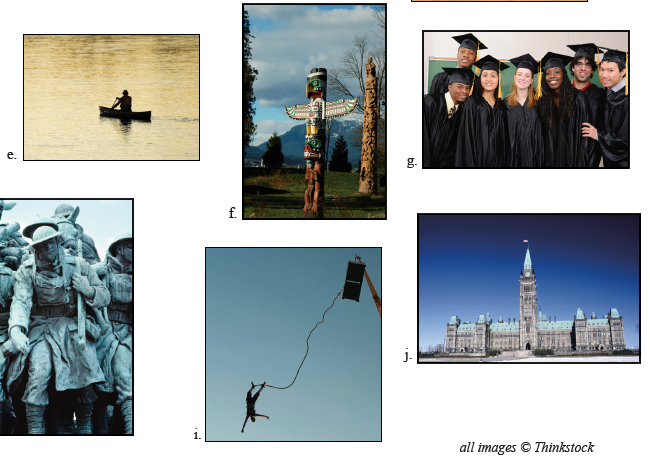 e.
f.
g.
i.
j.
all images © Thinkstock